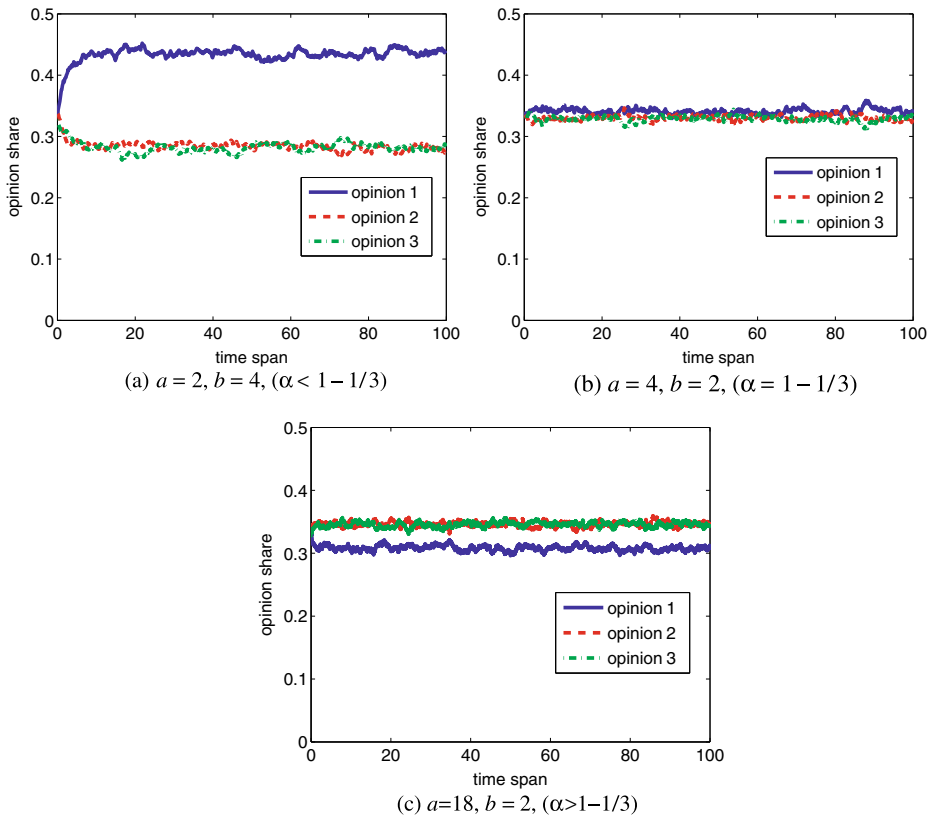 0.5
0.4
0.3
0.2
0.1
0
opinion share
opinion 1
opinion 2
opinion 3
0 20 40 60 80 100
time span
(a) a = 2, b = 4, (α < 1 − 1/3)
0.5
0.4
0.3
0.2
0.1
0
opinion share
opinion 1
opinion 2
opinion 3
0 20 40 60 80 100
time span
(b) a = 4, b = 2, (α = 1 − 1/3)
0.5
0.4
0.3
0.2
0.1
0
opinion share
opinion 1
opinion 2
opinion 3
0 20 40 60 80 100
time span
(c) a=18, b = 2, (α>1−1/3)